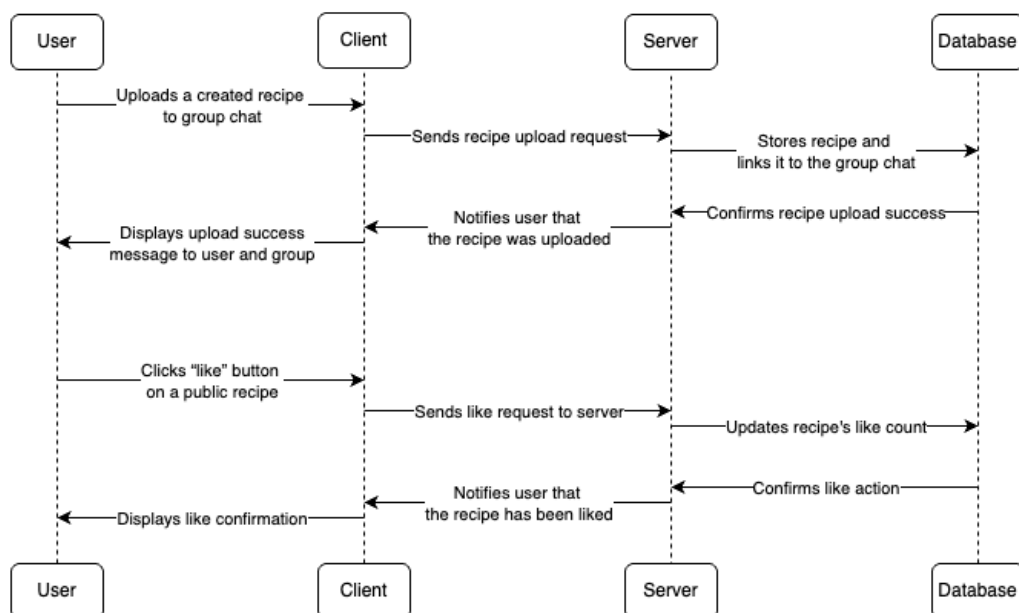 User
Client
Server
Database
Uploads a created recipe
to group chat
Sends recipe upload request
Stores recipe and
links it to the group chat
Confirms recipe upload success
Notifies user that
the recipe was uploaded
Displays upload success
message to user and group
Clicks “like” button
on a public recipe
Sends like request to server
Updates recipe's like count
Confirms like action
Notifies user that
the recipe has been liked
Displays like confirmation
User
Client
Server
Database